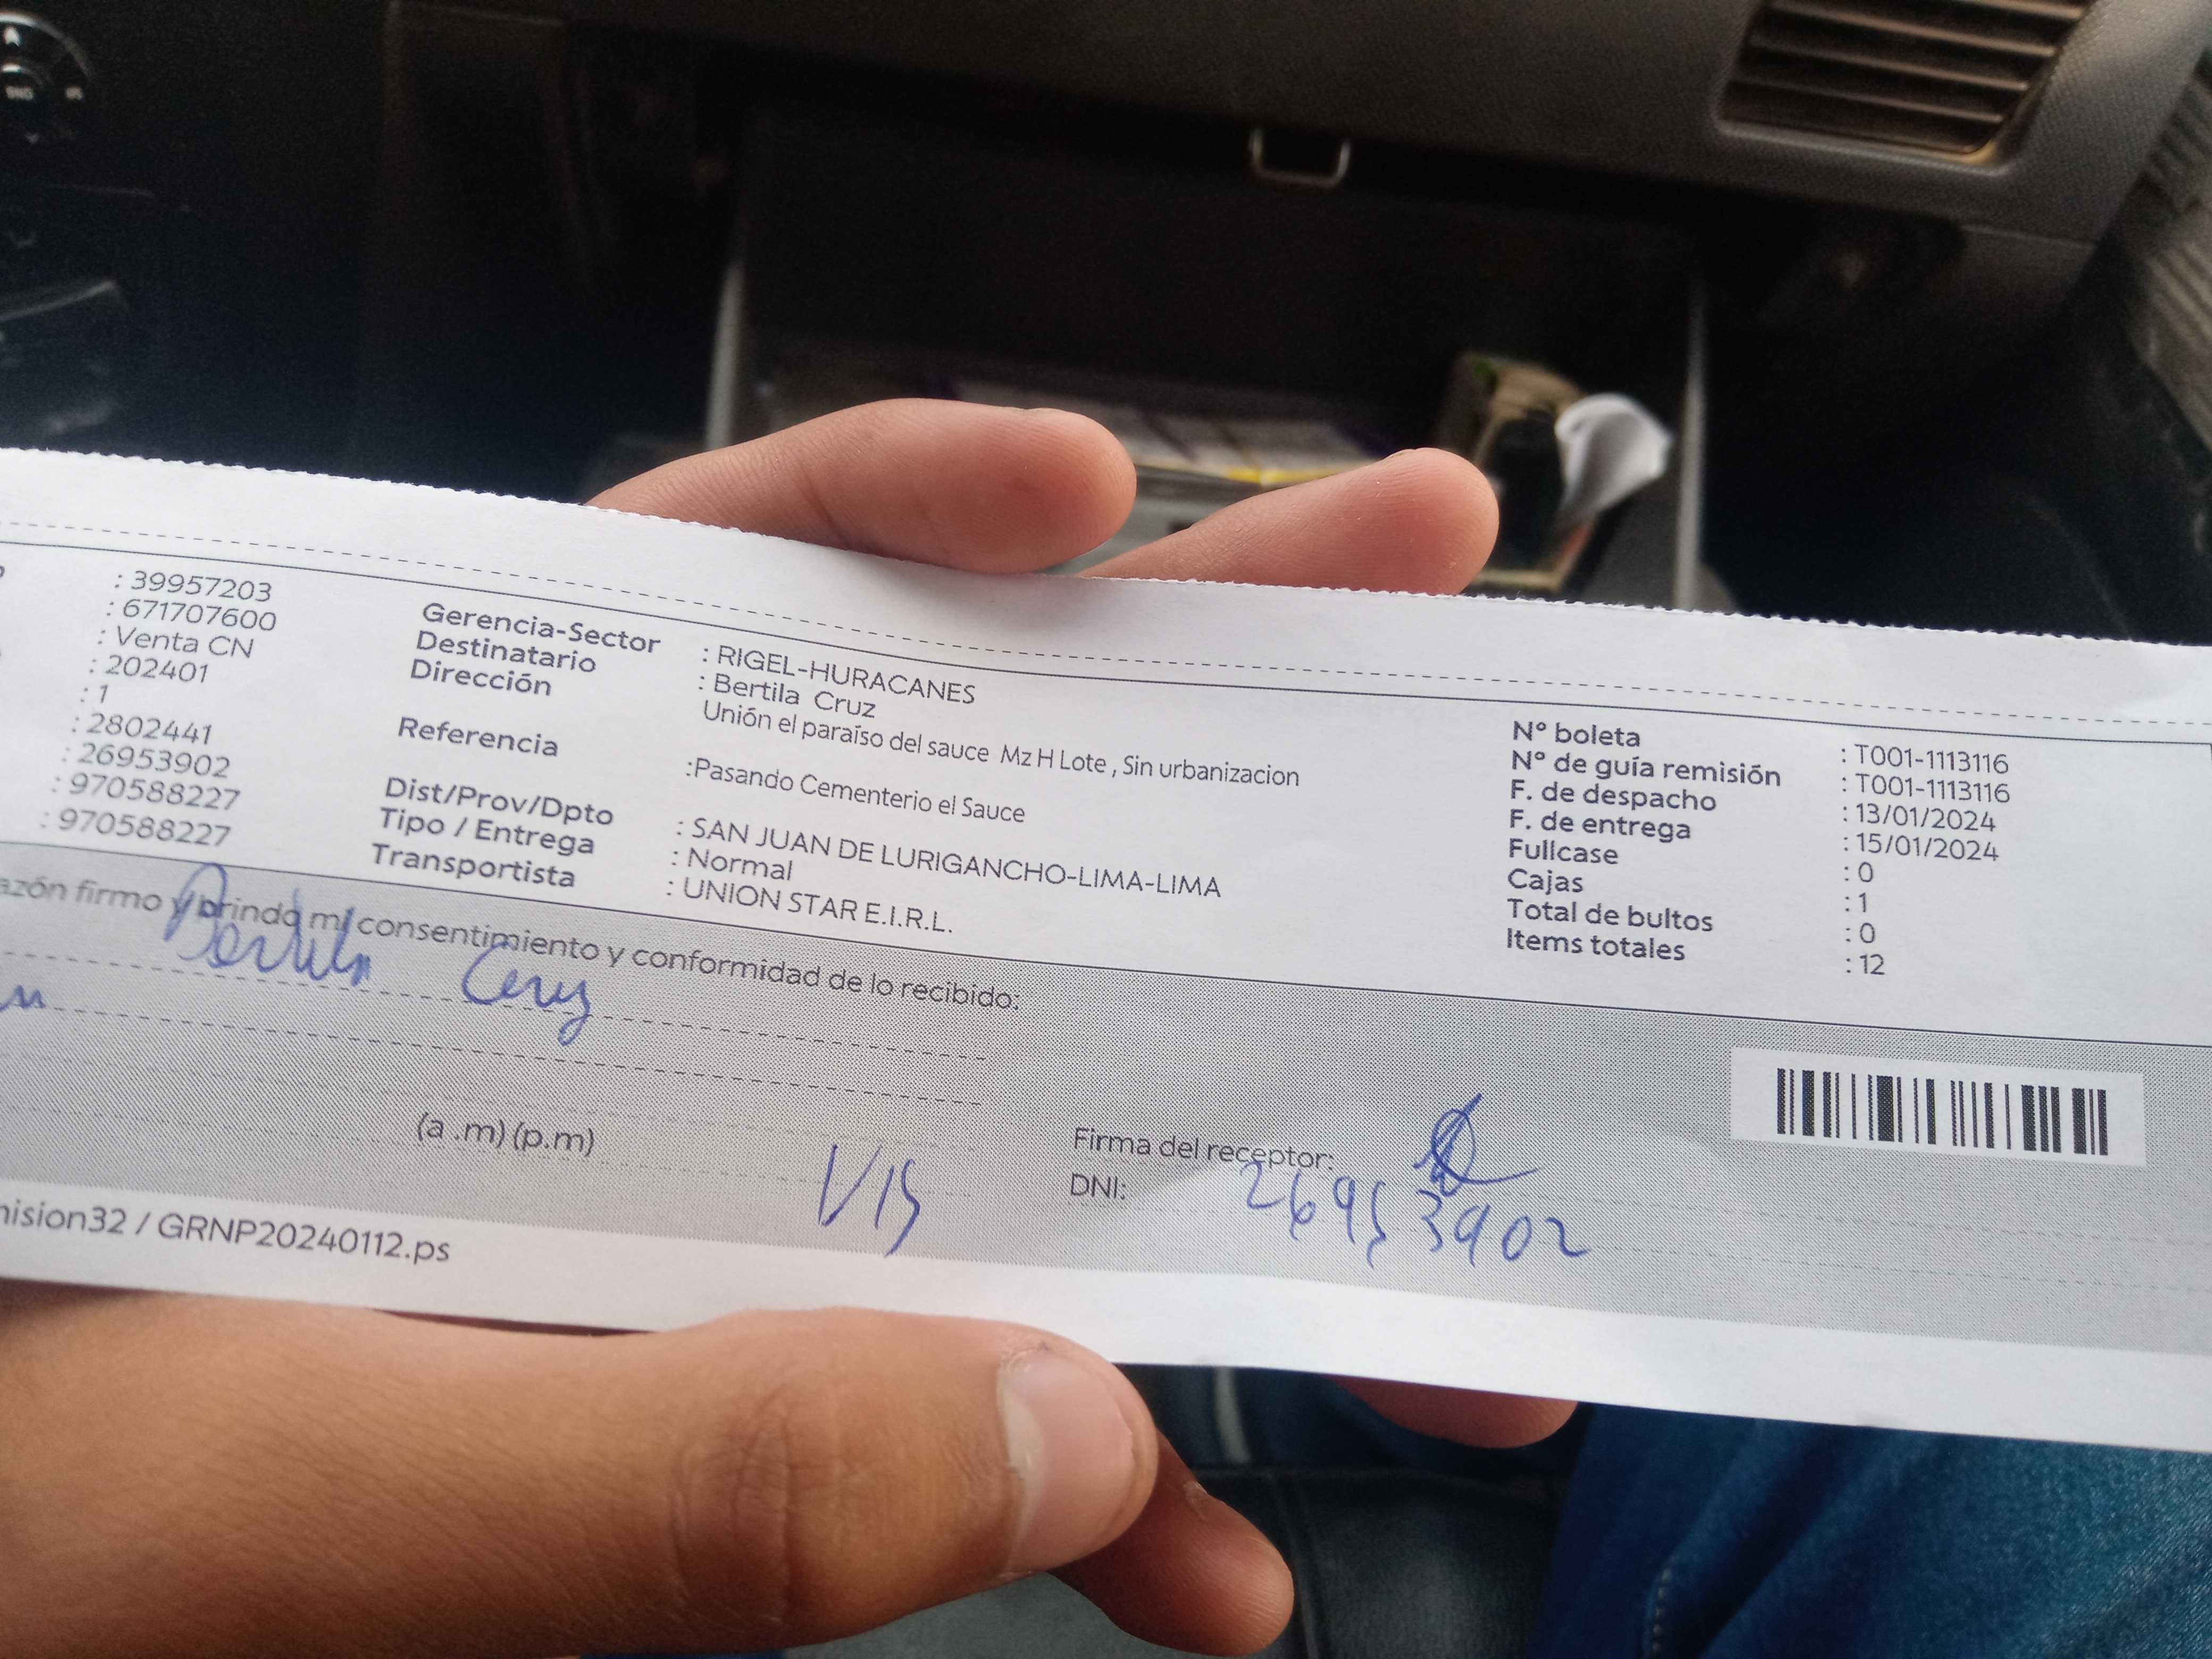 : 39957203
: 671707600
: Venta CN
: 202401
: 1
: 2802441
: 26953902
: 970588227
: 970588227
Gerencia-Sector : RIGEL-HURACANES
Destinatario : Bertila Cruz
Dirección Unión el paraíso del sauce Mz H Lote , Sin urbanizacion
Referencia :Pasando Cementerio el Sauce
Dist/Prov/Dpto : SAN JUAN DE LURIGANCHO-LIMA-LIMA
Tipo / Entrega : Normal
Transportista : UNION STAR E.I.R.L.
N° boleta : T001-1113116
N° de guía remisión : T001-1113116
F. de despacho : 13/01/2024
F. de entrega : 15/01/2024
Fullcase : 0
Cajas : 1
Total de bultos : 0
Items totales : 12
azón firmo y brindo mi consentimiento y conformidad de lo recibido:
Bertila Cruz
(a .m) (p.m)
Firma del receptor:
DNI: 26953902
mision32 / GRNP20240112.ps